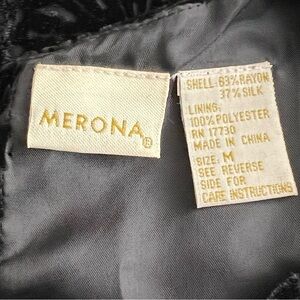 MERONA®
SHELL 63% RAYON
37% SILK
LINING:
100% POLYESTER
RN 17730
MADE IN CHINA
SIZE: M
SEE REVERSE
SIDE FOR
CARE INSTRUCTIONS